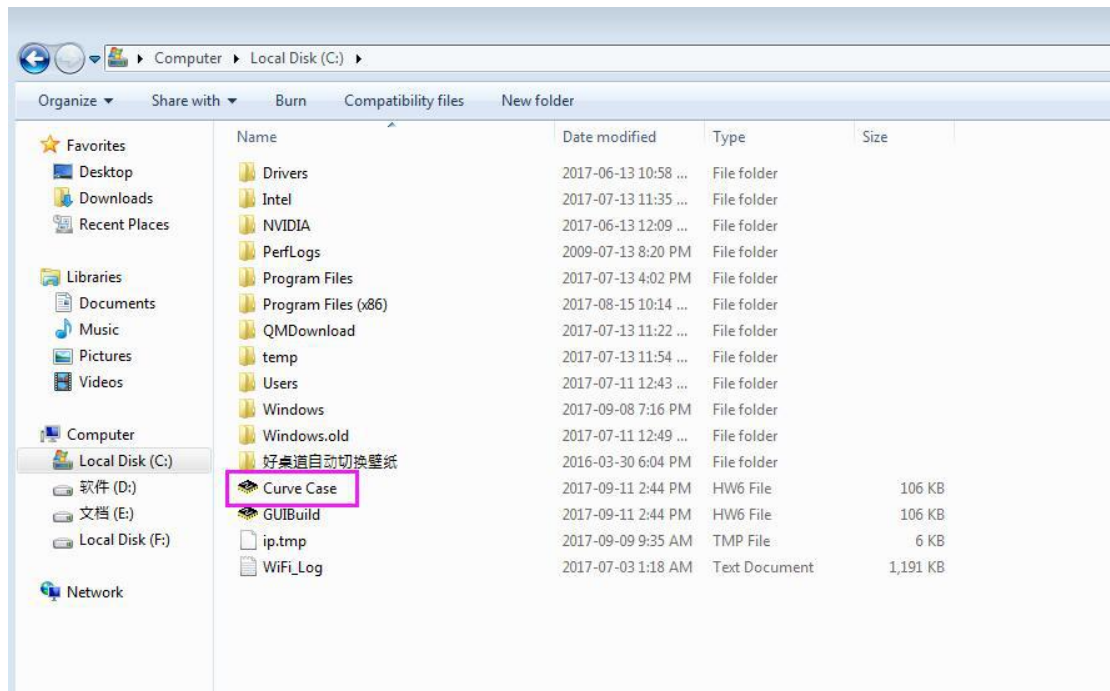 Computer Local Disk (C:)
Organize Share with Burn Compatibility files New folder
Favorites
Desktop
Downloads
Recent Places
Libraries
Documents
Music
Pictures
Videos
Computer
Local Disk (C:)
软件 (D:)
文档 (E:)
Local Disk (F:)
Network
Name Date modified Type Size
Drivers 2017-06-13 10:58 ... File folder
Intel 2017-07-13 11:35 ... File folder
NVIDIA 2017-06-13 12:09 ... File folder
PerfLogs 2009-07-13 8:20 PM File folder
Program Files 2017-07-13 4:02 PM File folder
Program Files (x86) 2017-08-15 10:14 ... File folder
QMDownload 2017-07-13 11:22 ... File folder
temp 2017-07-13 11:54 ... File folder
Users 2017-07-11 12:43 ... File folder
Windows 2017-09-08 7:16 PM File folder
Windows.old 2017-07-11 12:49 ... File folder
好桌道自动切换壁纸 2016-03-30 6:04 PM File folder
Curve Case 2017-09-11 2:44 PM HW6 File 106 KB
GUIBuild 2017-09-11 2:44 PM HW6 File 106 KB
ip.tmp 2017-09-09 9:35 AM TMP File 6 KB
WiFi_Log 2017-07-03 1:18 AM Text Document 1,191 KB